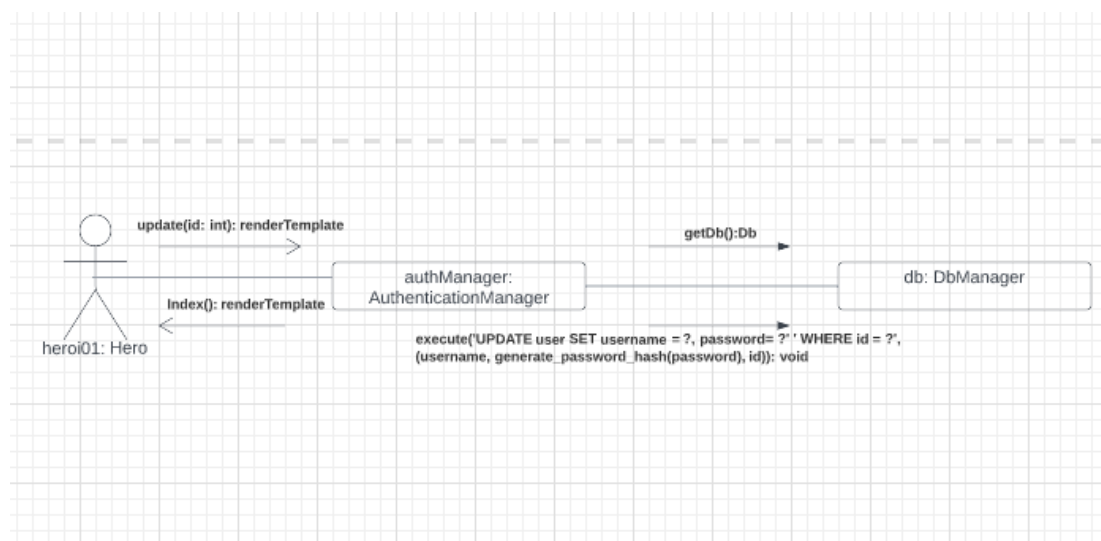 update(id: int): renderTemplate
getDb():Db
authManager:
AuthenticationManager
db: DbManager
Index(): renderTemplate
heroi01: Hero
execute('UPDATE user SET username = ?, password= ?' ' WHERE id = ?',
(username, generate_password_hash(password), id)): void